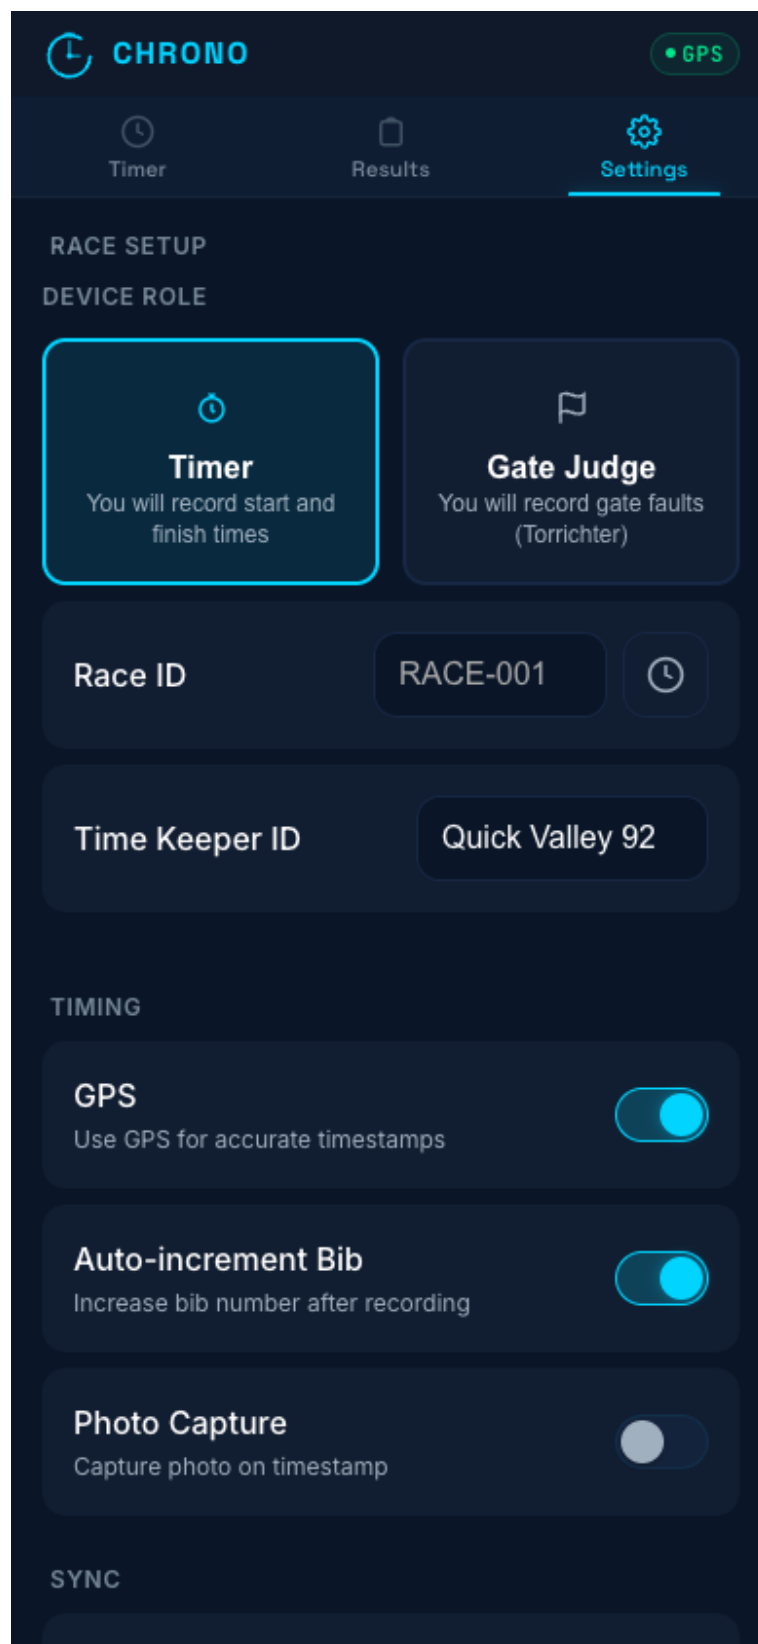 CHRONO
GPS
Timer
Results
Settings
RACE SETUP
DEVICE ROLE
Timer
You will record start and
finish times
Gate Judge
You will record gate faults
(Torrichter)
Race ID
RACE-001
Time Keeper ID
Quick Valley 92
TIMING
GPS
Use GPS for accurate timestamps
Auto-increment Bib
Increase bib number after recording
Photo Capture
Capture photo on timestamp
SYNC